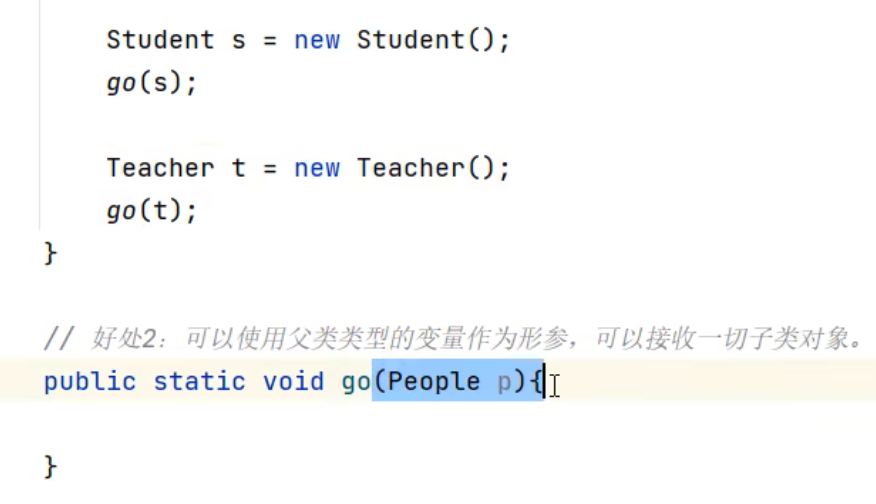 Student s = new Student();
go(s);
Teacher t = new Teacher();
go(t);
}
// 好处2：可以使用父类类型的变量作为形参，可以接收一切子类对象。
public static void go(People p){
}